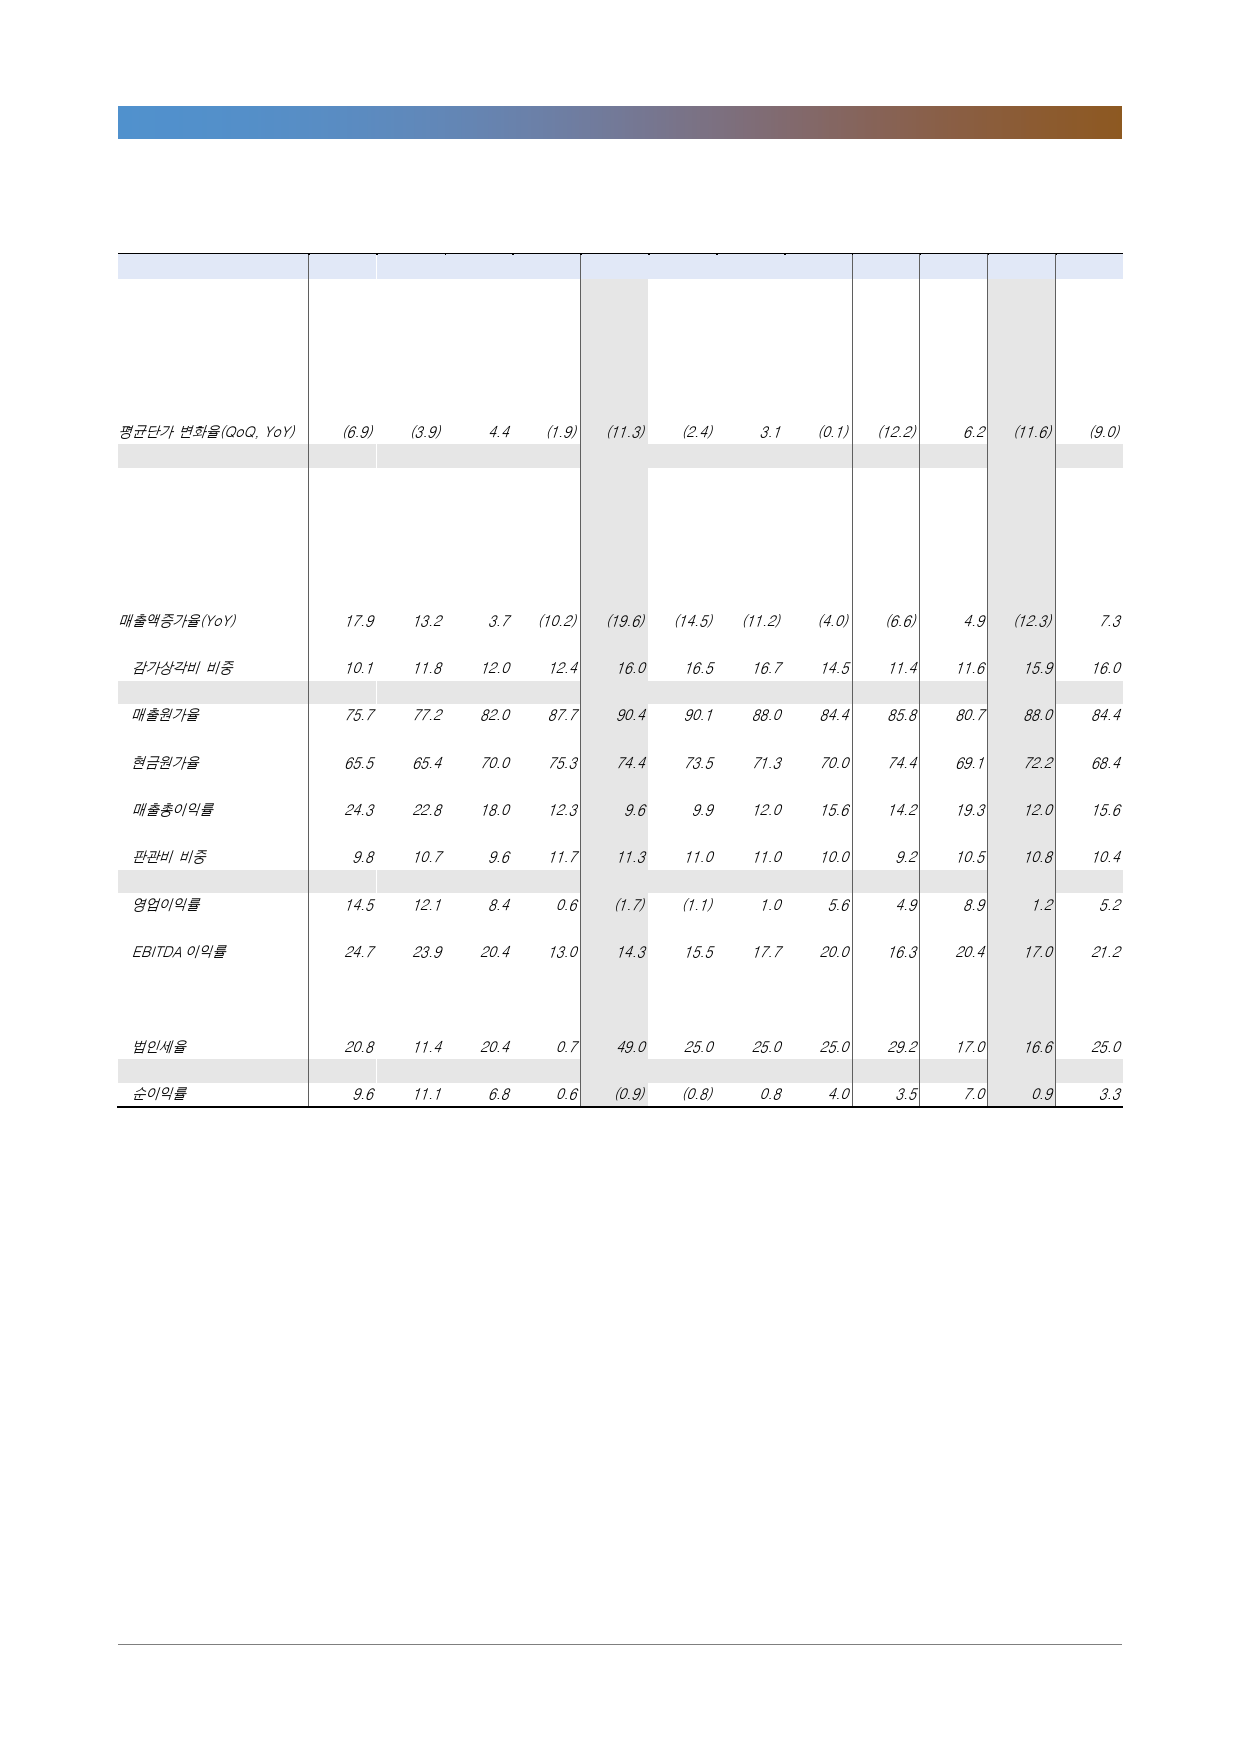 평균단가 변화율(QoQ, YoY) (6.9) (3.9) 4.4 (1.9) (11.3) (2.4) 3.1 (0.1) (12.2) 6.2 (11.6) (9.0)
매출액증가율(YoY) 17.9 13.2 3.7 (10.2) (19.6) (14.5) (11.2) (4.0) (6.6) 4.9 (12.3) 7.3
감가상각비 비중 10.1 11.8 12.0 12.4 16.0 16.5 16.7 14.5 11.4 11.6 15.9 16.0
매출원가율 75.7 77.2 82.0 87.7 90.4 90.1 88.0 84.4 85.8 80.7 88.0 84.4
현금원가율 65.5 65.4 70.0 75.3 74.4 73.5 71.3 70.0 74.4 69.1 72.2 68.4
매출총이익률 24.3 22.8 18.0 12.3 9.6 9.9 12.0 15.6 14.2 19.3 12.0 15.6
판관비 비중 9.8 10.7 9.6 11.7 11.3 11.0 11.0 10.0 9.2 10.5 10.8 10.4
영업이익률 14.5 12.1 8.4 0.6 (1.7) (1.1) 1.0 5.6 4.9 8.9 1.2 5.2
EBITDA 이익률 24.7 23.9 20.4 13.0 14.3 15.5 17.7 20.0 16.3 20.4 17.0 21.2
법인세율 20.8 11.4 20.4 0.7 49.0 25.0 25.0 25.0 29.2 17.0 16.6 25.0
순이익률 9.6 11.1 6.8 0.6 (0.9) (0.8) 0.8 4.0 3.5 7.0 0.9 3.3